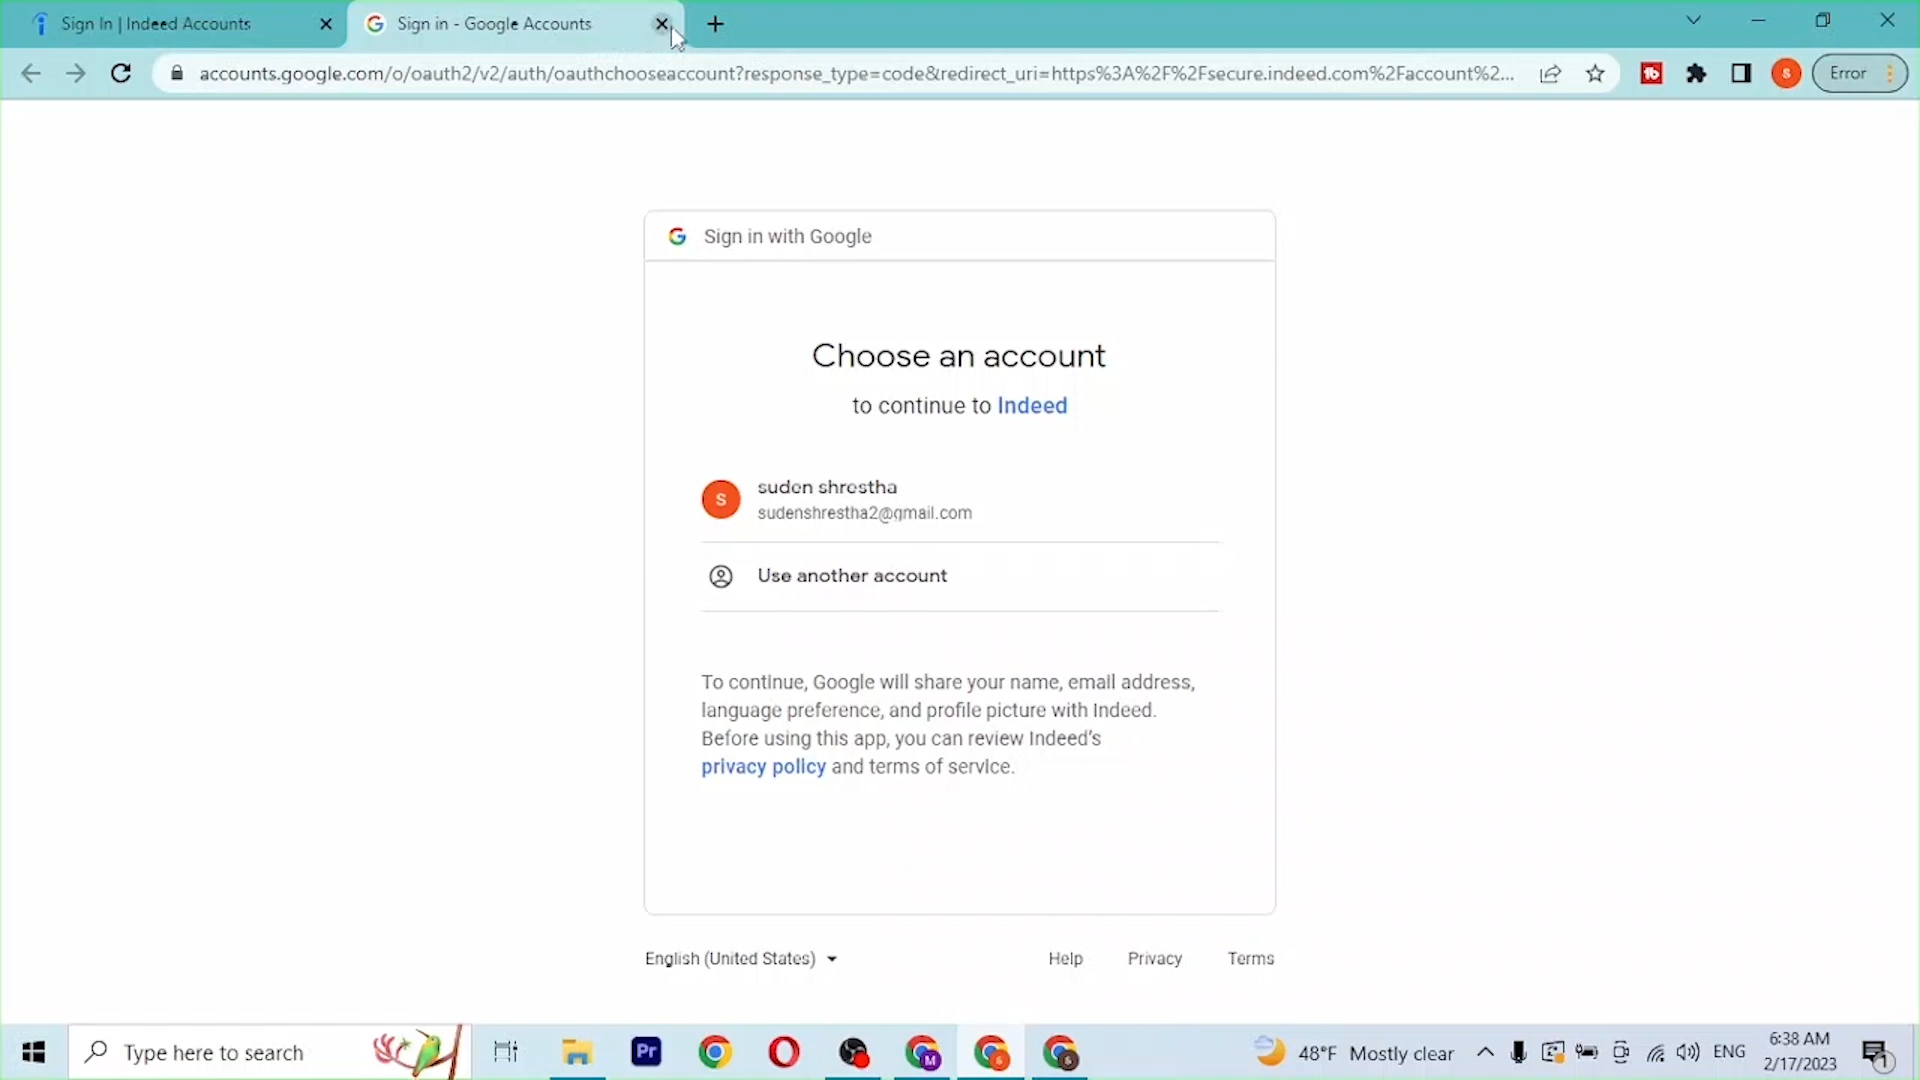 Sign In | Indeed Accounts
Sign in - Google Accounts
accounts.google.com/o/oauth2/v2/auth/oauthchooseaccount?response_type=code&redirect_uri=https%3A%2F%2Fsecure.indeed.com%2Faccount%2...
S
Error
Sign in with Google
Choose an account
to continue to Indeed
S
suden shrestha
sudenshrestha2@gmail.com
Use another account
To continue, Google will share your name, email address,
language preference, and profile picture with Indeed.
Before using this app, you can review Indeed's
privacy policy and terms of service.
English (United States)
Help
Privacy
Terms
Type here to search
Pr
M
S
S
48°F Mostly clear
ENG
6:38 AM
2/17/2023
1